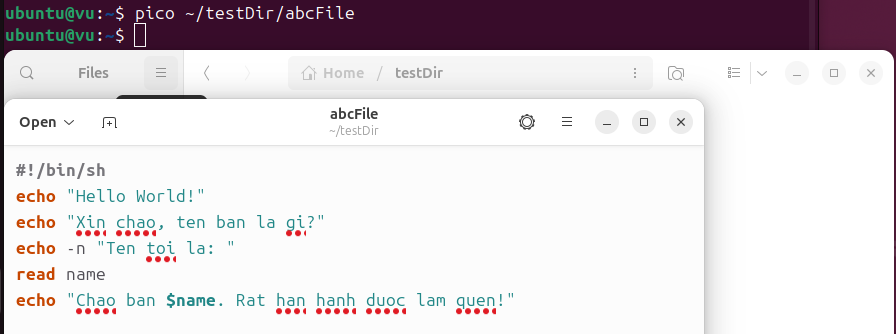 ubuntu@vu:~$ pico ~/testDir/abcFile
ubuntu@vu:~$
Files
Home / testDir
Open
abcFile
~/testDir
#!/bin/sh
echo "Hello World!"
echo "Xin chao, ten ban la gi?"
echo -n "Ten toi la: "
read name
echo "Chao ban $name. Rat han hanh duoc lam quen!"